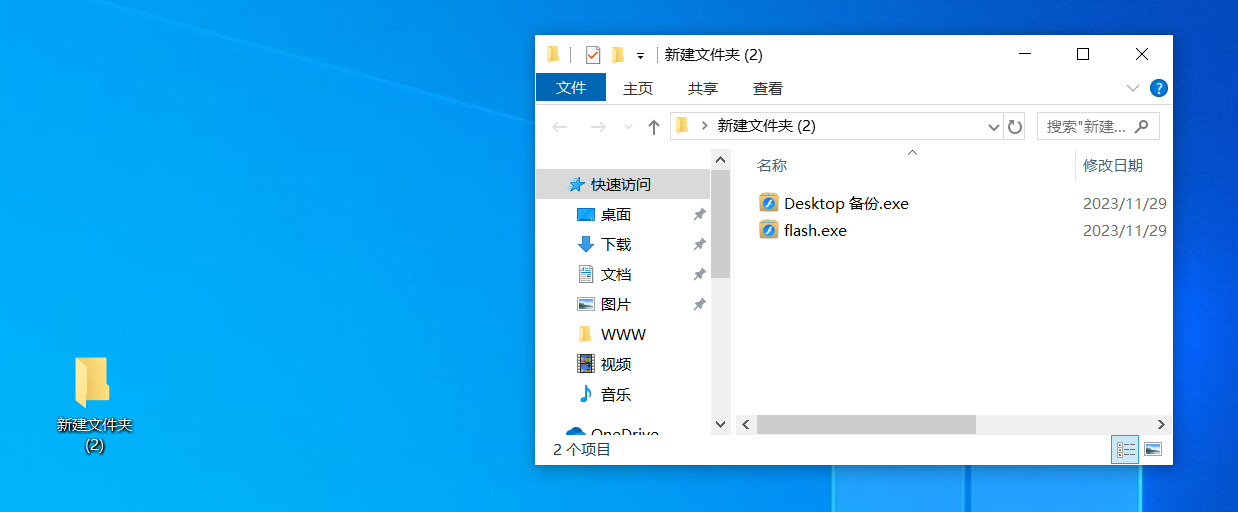 新建文件夹 (2)
文件 主页 共享 查看
新建文件夹 (2)
搜索"新建...
快速访问
桌面
下载
文档
图片
WWW
视频
音乐
OneDrive
名称 修改日期
Desktop 备份.exe 2023/11/29
flash.exe 2023/11/29
2 个项目
新建文件夹
(2)